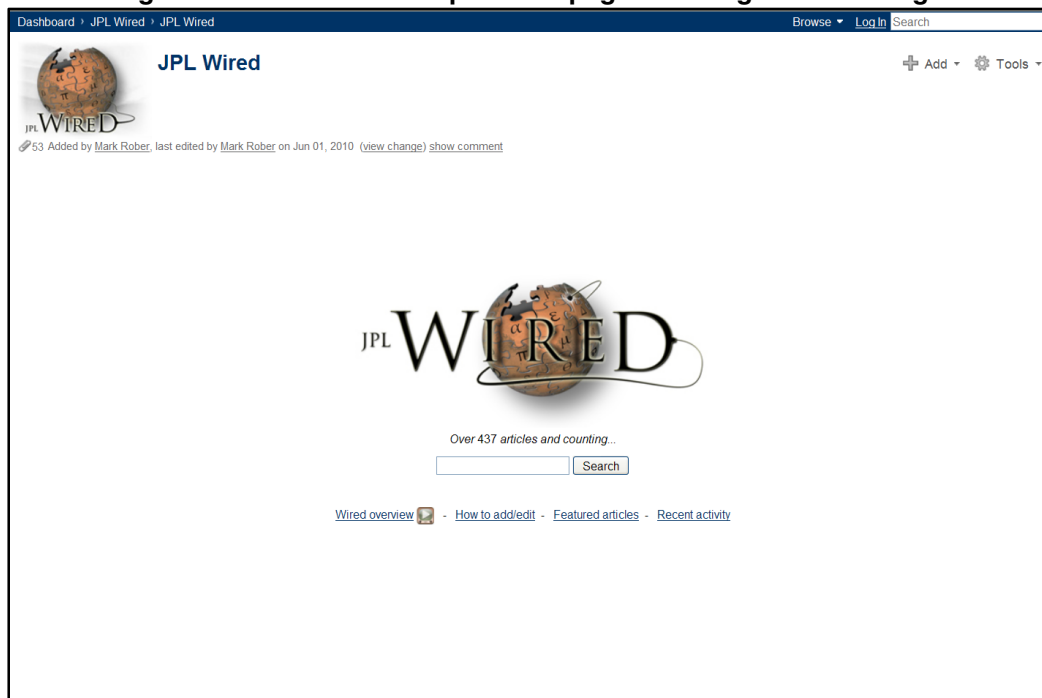 Dashboard › JPL Wired › JPL Wired Browse Log In Search
JPL WIRED
JPL Wired
Add Tools
53 Added by Mark Rober, last edited by Mark Rober on Jun 01, 2010 (view change) show comment
JPL WIRED
Over 437 articles and counting...
Search
Wired overview - How to add/edit - Featured articles - Recent activity